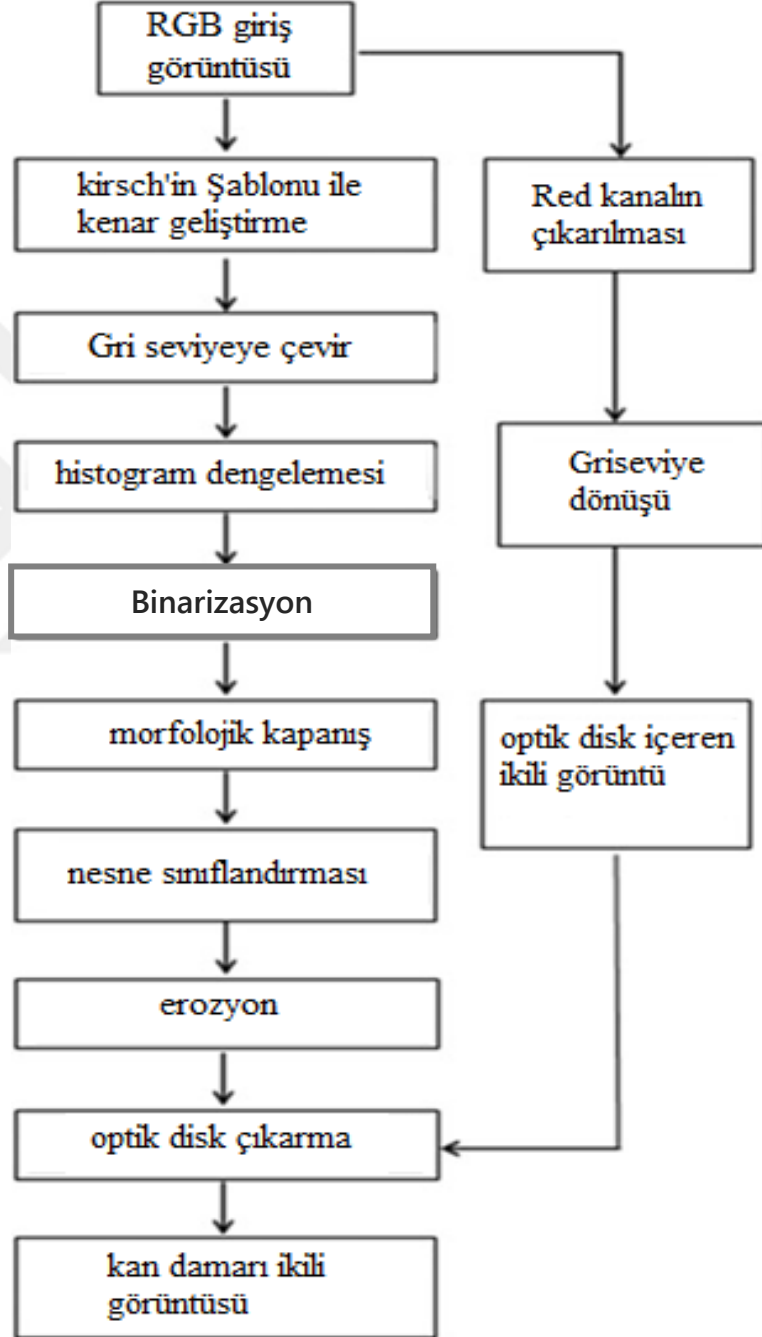 RGB giriş
görüntüsü
kirsch'in Şablonu ile
kenar geliştirme
Gri seviyeye çevir
histogram dengelemesi
Binarizasyon
morfolojik kapanış
nesne sınıflandırması
erozyon
optik disk çıkarma
kan damarı ikili
görüntüsü
Red kanalın
çıkarılması
Griseviye
dönüşü
optik disk içeren
ikili görüntü